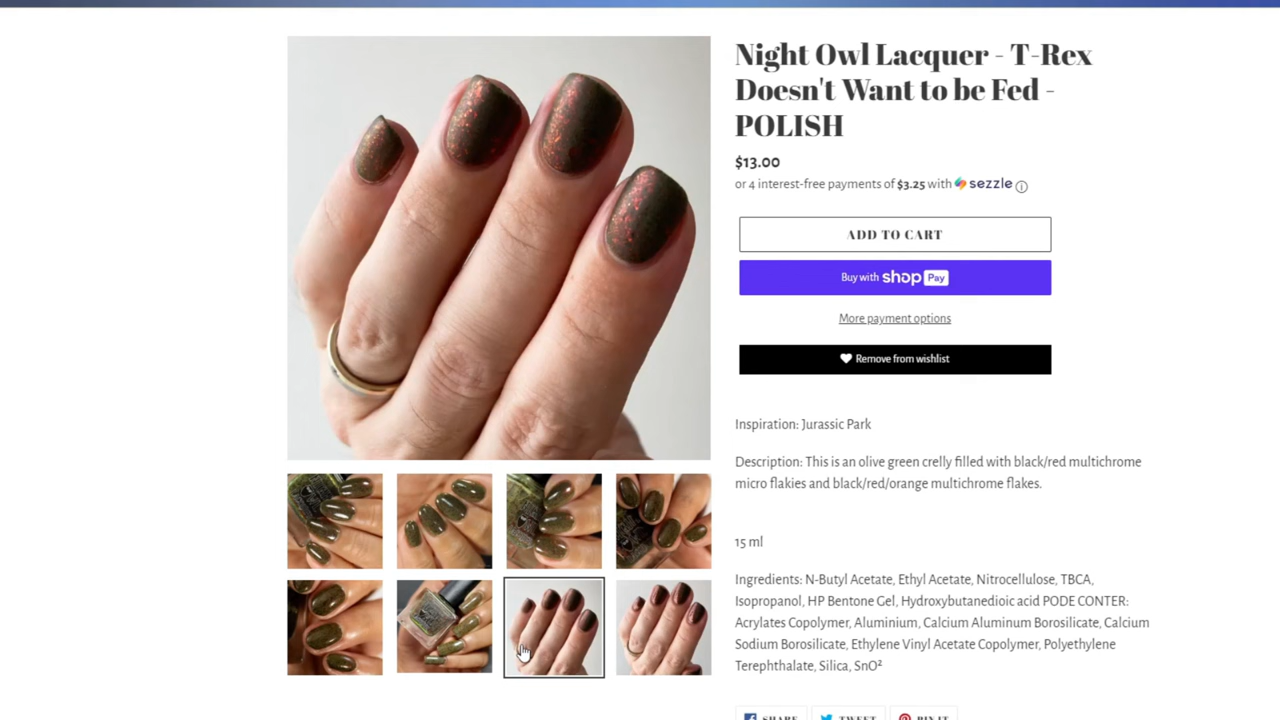 Night Owl Lacquer - T-Rex
Doesn't Want to be Fed -
POLISH
$13.00
or 4 interest-free payments of $3.25 with sezzle ⓘ
ADD TO CART
Buy with shop Pay
More payment options
Remove from wishlist
Inspiration: Jurassic Park
Description: This is an olive green crelly filled with black/red multichrome
micro flakies and black/red/orange multichrome flakes.
15 ml
Ingredients: N-Butyl Acetate, Ethyl Acetate, Nitrocellulose, TBCA,
Isopropanol, HP Bentone Gel, Hydroxybutanedioic acid PODE CONTER:
Acrylates Copolymer, Aluminium, Calcium Aluminum Borosilicate, Calcium
Sodium Borosilicate, Ethylene Vinyl Acetate Copolymer, Polyethylene
Terephthalate, Silica, SnO²
SHARE
TWEET
PIN IT